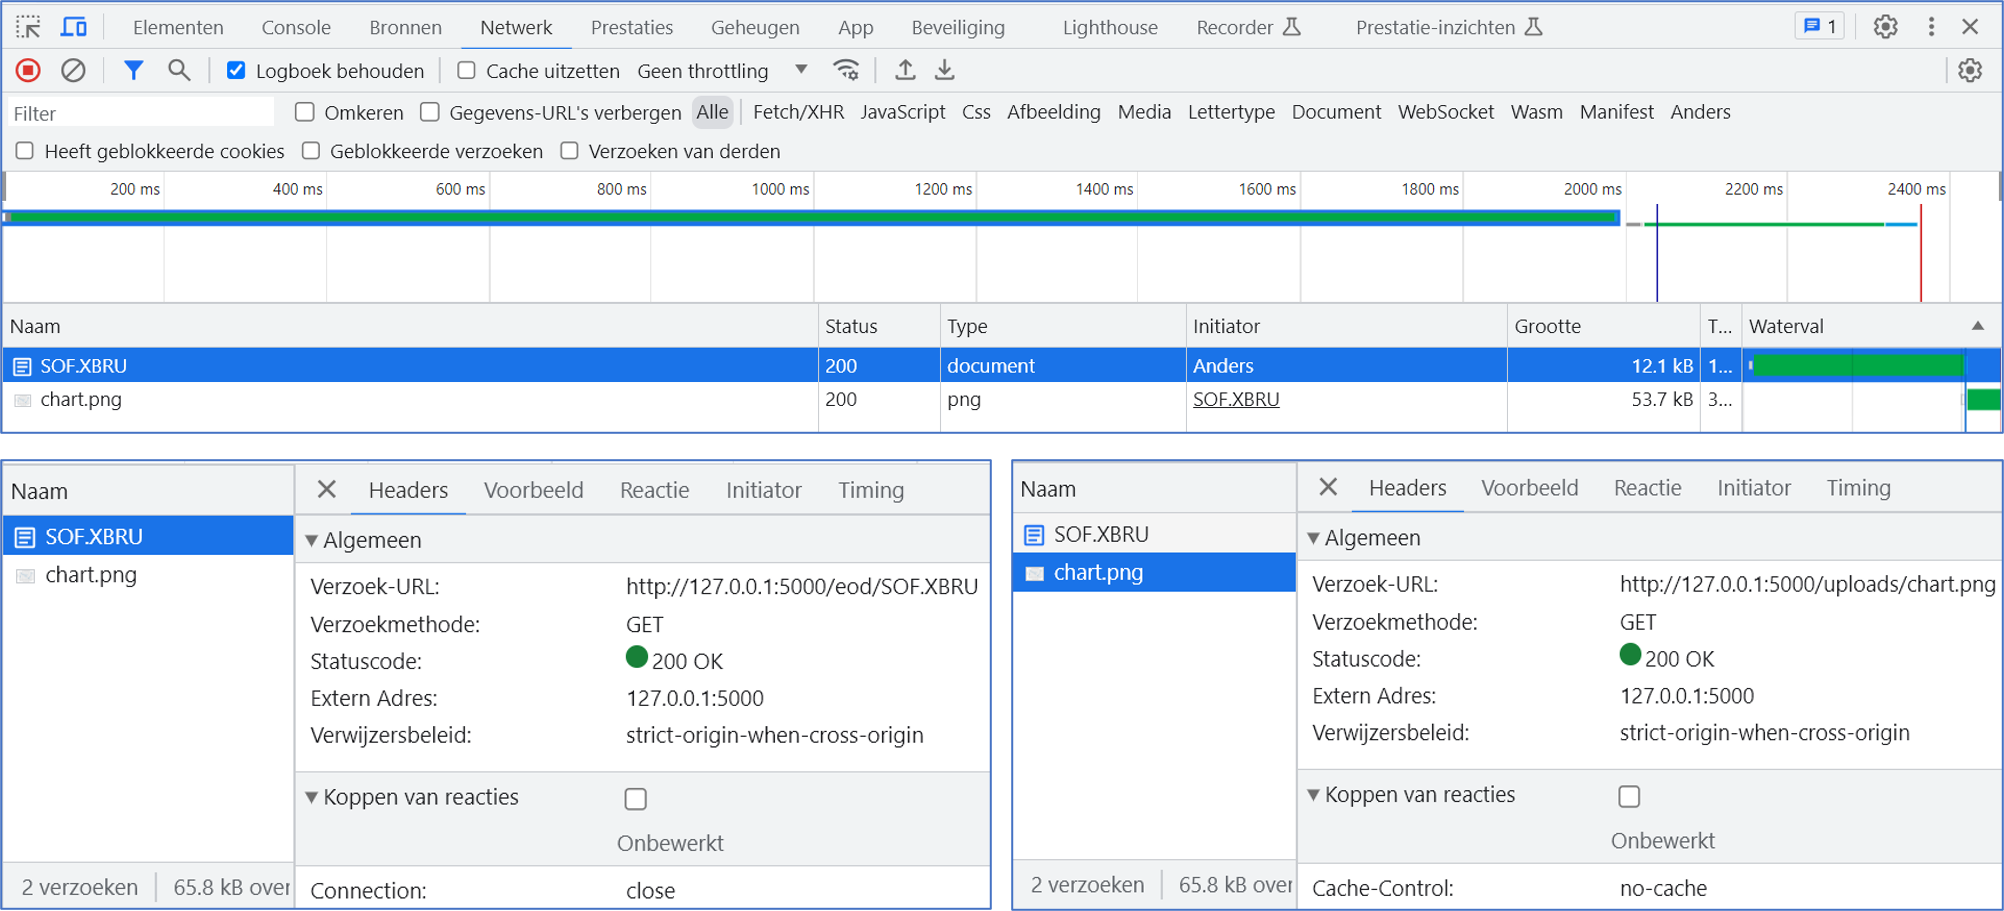 Elementen Console Bronnen Netwerk Prestaties Geheugen App Beveiliging Lighthouse Recorder Prestatie-inzichten 1
Logboek behouden Cache uitzetten Geen throttling
Filter Omkeren Gegevens-URL's verbergen Alle Fetch/XHR JavaScript Css Afbeelding Media Lettertype Document WebSocket Wasm Manifest Anders
Heeft geblokkeerde cookies Geblokkeerde verzoeken Verzoeken van derden
200 ms 400 ms 600 ms 800 ms 1000 ms 1200 ms 1400 ms 1600 ms 1800 ms 2000 ms 2200 ms 2400 ms
Naam Status Type Initiator Grootte T... Waterval
SOF.XBRU 200 document Anders 12.1 kB 1...
chart.png 200 png SOF.XBRU 53.7 kB 3...
Naam
SOF.XBRU
chart.png
2 verzoeken 65.8 kB over
Headers Voorbeeld Reactie Initiator Timing
Algemeen
Verzoek-URL: http://127.0.0.1:5000/eod/SOF.XBRU
Verzoekmethode: GET
Statuscode: 200 OK
Extern Adres: 127.0.0.1:5000
Verwijzersbeleid: strict-origin-when-cross-origin
Koppen van reacties
Onbewerkt
Connection: close
Naam
SOF.XBRU
chart.png
2 verzoeken 65.8 kB over
Headers Voorbeeld Reactie Initiator Timing
Algemeen
Verzoek-URL: http://127.0.0.1:5000/uploads/chart.png
Verzoekmethode: GET
Statuscode: 200 OK
Extern Adres: 127.0.0.1:5000
Verwijzersbeleid: strict-origin-when-cross-origin
Koppen van reacties
Onbewerkt
Cache-Control: no-cache